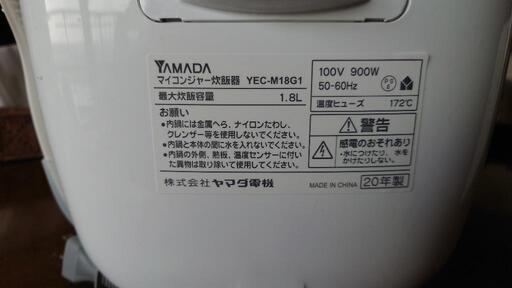 YAMADA
マイコンジャー炊飯器 YEC-M18G1
最大炊飯容量 1.8L
お願い
・内鍋には金属へら、ナイロンたわし、
クレンザー等を使用しないでください。
・内鍋と本体の間に水を入れないでください。
・内鍋の外側、熱板、温度センサーに付い
た異物は取り除いて使用してください。
株式会社ヤマダ電機
100V 900W
50-60Hz
PS
E
温度ヒューズ 172℃
警告
感電のおそれあり
・水につけたり、水を
かけたりしない。
MADE IN CHINA 20年製